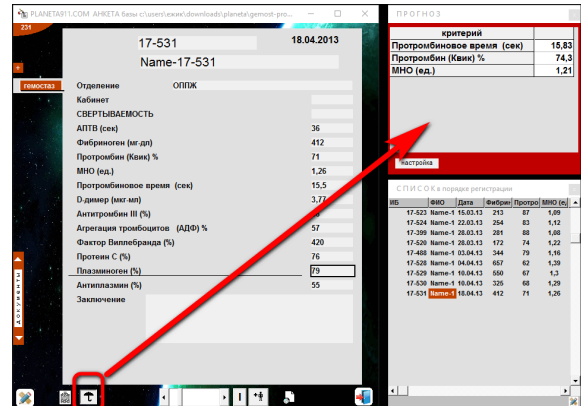 PLANETA911.COM- АНКЕТА базы c:\users\ежик\downloads\planeta\gemost-pro...
231
17-531
18.04.2013
Name-17-531
гемостаз
Отделение ОППЖ
Кабинет
СВЕРТЫВАЕМОСТЬ
АПТВ (сек) 36
Фибриноген (мг-дл) 412
Протромбин (Квик) % 71
МНО (ед.) 1,26
Протромбиновое время (сек) 15,5
D-димер (мкг-мл) 3,77
Антитромбин III (%)
Агрегация тромбоцитов (АДФ) % 57
Фактор Виллебранда (%) 420
Протеин С (%) 76
Плазминоген (%) 79
Антиплазмин (%) 55
Заключение
документы
ПРОГНОЗ
критерий
Протромбиновое время (сек) 15,83
Протромбин (Квик) % 74,3
МНО (ед.) 1,21
настройка
СПИСОК в порядке регистрации
ИБ ФИО Дата Фибрин Протро МНО (е,
17-523 Name-1 15.03.13 213 87 1,09
17-524 Name-1 22.03.13 254 83 1,12
17-399 Name-1 28.03.13 281 88 1,08
17-520 Name-1 28.03.13 172 74 1,22
17-488 Name-1 03.04.13 344 79 1,16
17-528 Name-1 04.04.13 657 62 1,39
17-529 Name-1 10.04.13 550 67 1,3
17-530 Name-1 10.04.13 325 68 1,29
17-531 Name-1 18.04.13 412 71 1,26